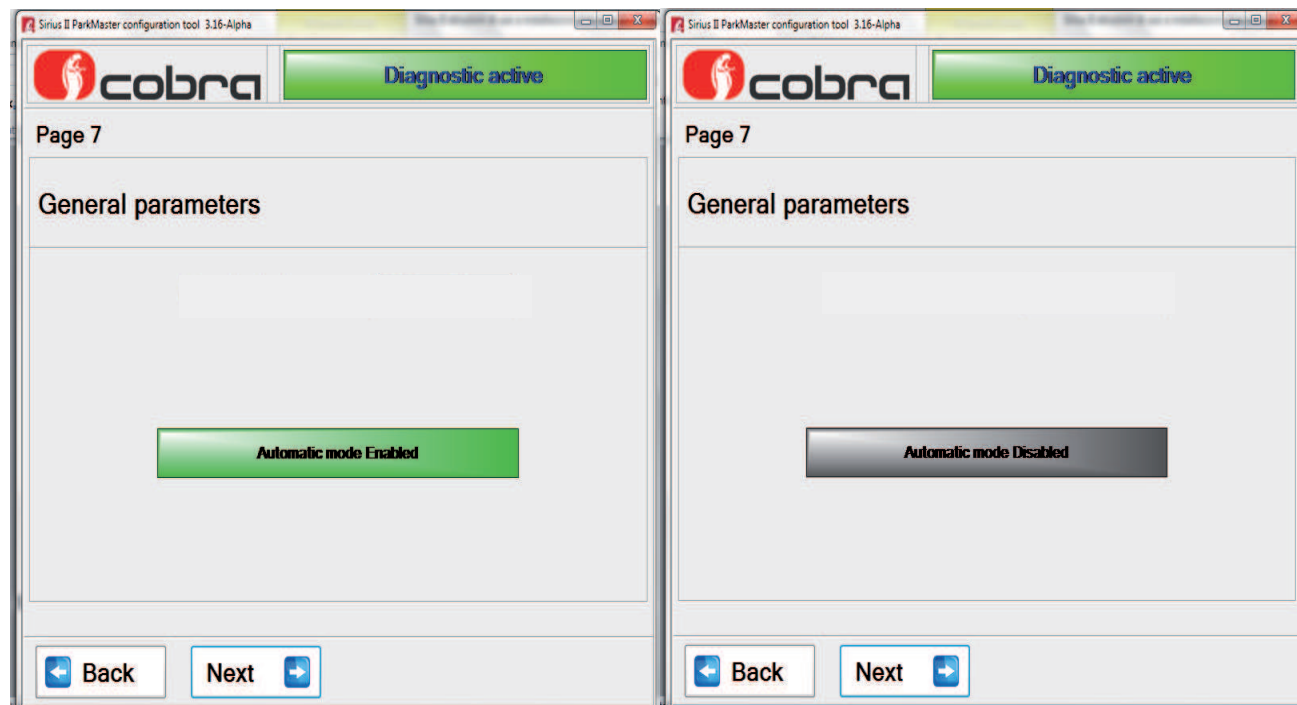 Sirius II ParkMaster configuration tool 3.16-Alpha
cobra
Diagnostic active
Page 7
General parameters
Automatic mode Enabled
Back
Next
Sirius II ParkMaster configuration tool 3.16-Alpha
cobra
Diagnostic active
Page 7
General parameters
Automatic mode Disabled
Back
Next